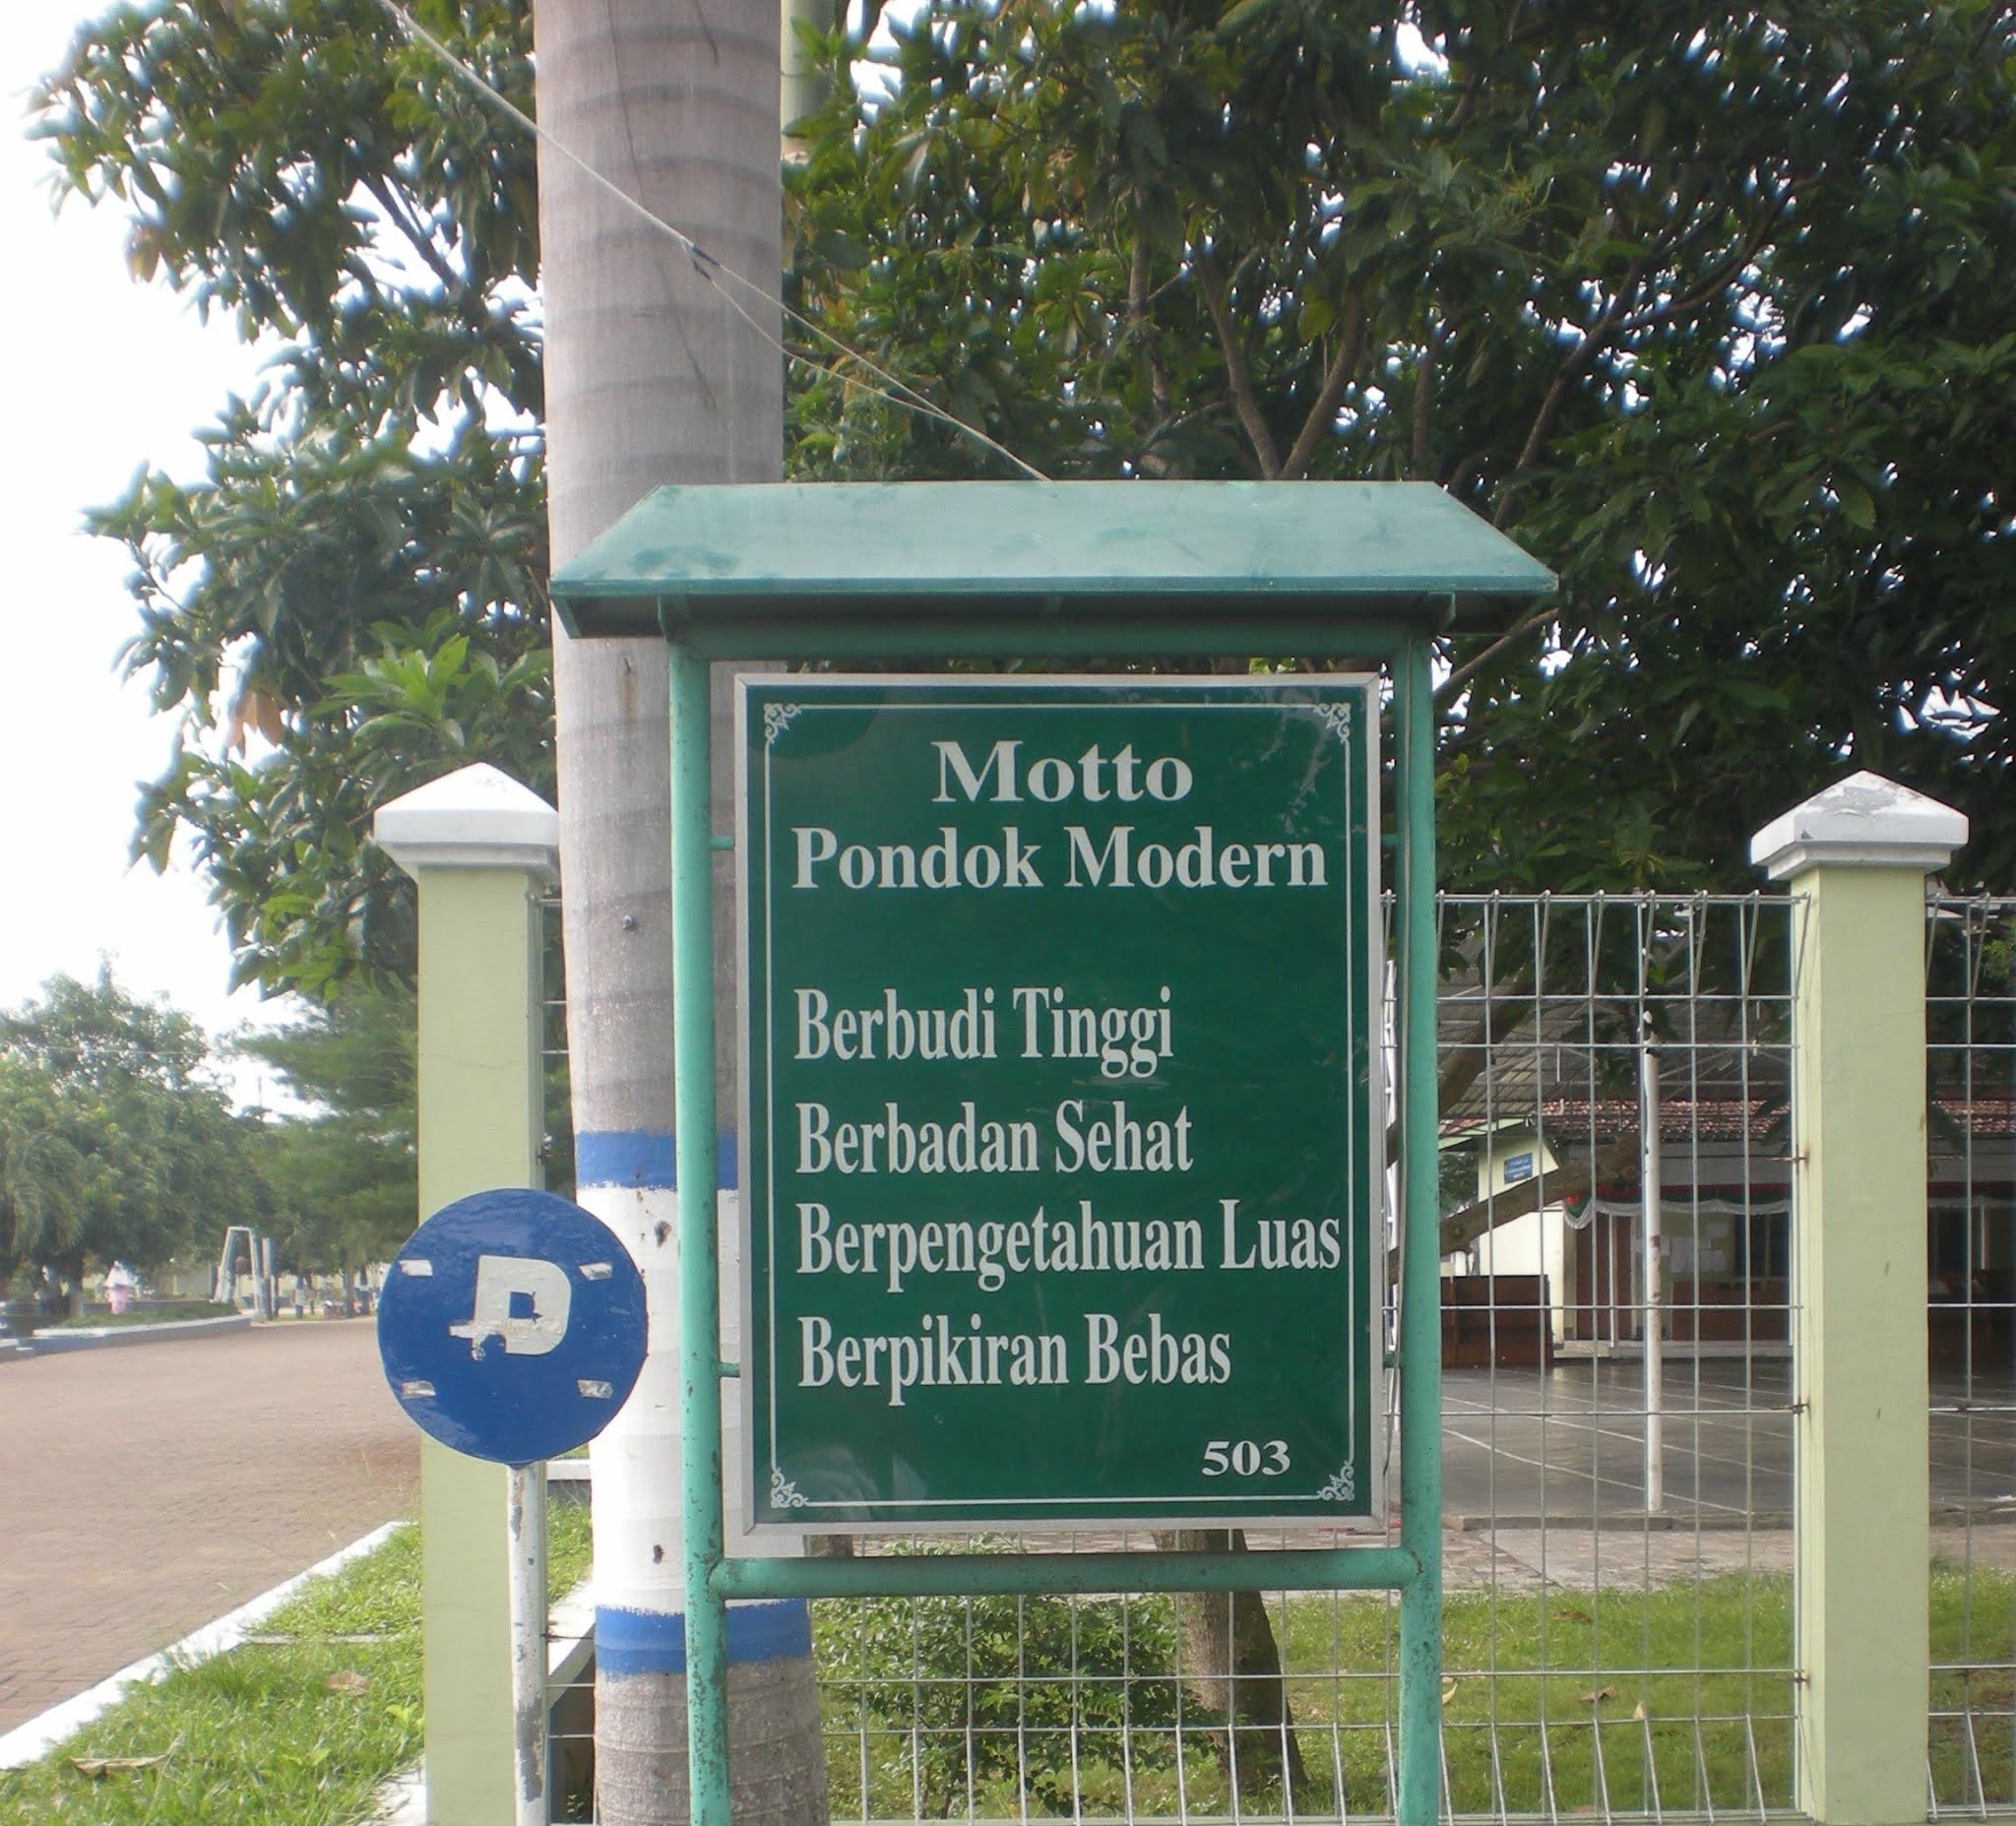 Motto
Pondok Modern
Berbudi Tinggi
Berbadan Sehat
Berpengetahuan Luas
Berpikiran Bebas
503
P